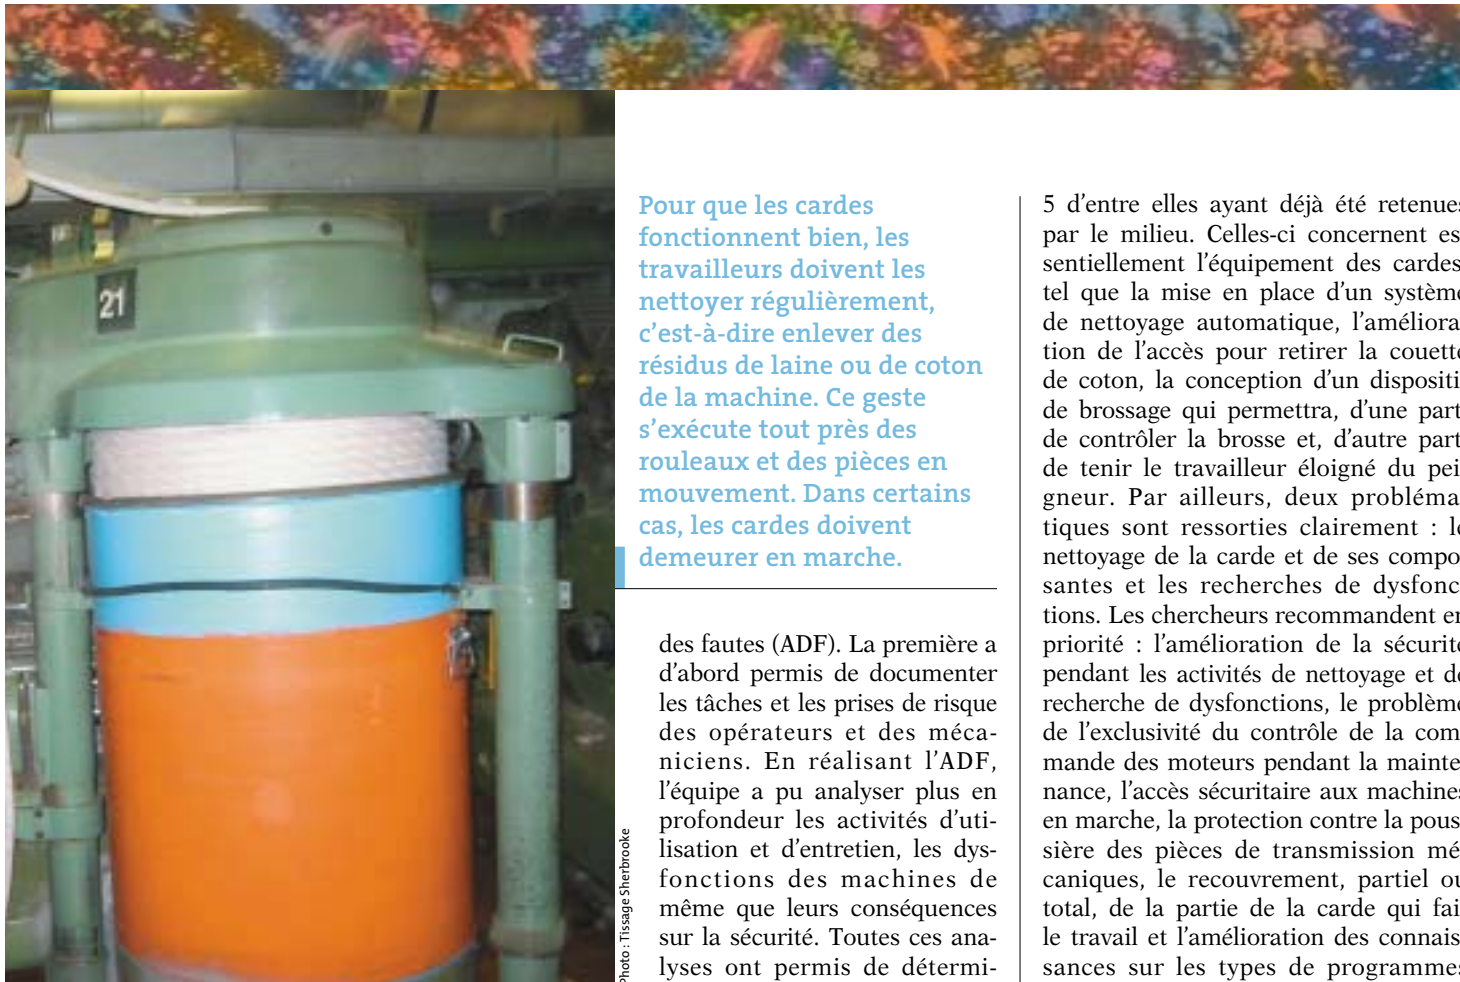 21
Photo : Tissage Sherbrooke
Pour que les cardes
fonctionnent bien, les
travailleurs doivent les
nettoyer régulièrement,
c’est-à-dire enlever des
résidus de laine ou de coton
de la machine. Ce geste
s’exécute tout près des
rouleaux et des pièces en
mouvement. Dans certains
cas, les cardes doivent
demeurer en marche.
des fautes (ADF). La première a
d’abord permis de documenter
les tâches et les prises de risque
des opérateurs et des méca-
niciens. En réalisant l’ADF,
l’équipe a pu analyser plus en
profondeur les activités d’uti-
lisation et d’entretien, les dys-
fonctions des machines de
même que leurs conséquences
sur la sécurité. Toutes ces ana-
lyses ont permis de détermi-
5 d’entre elles ayant déjà été retenues
par le milieu. Celles-ci concernent es
sentiellement l’équipement des cardes
tel que la mise en place d’un système
de nettoyage automatique, l’améliora
tion de l’accès pour retirer la couette
de coton, la conception d’un dispositi
de brossage qui permettra, d’une part
de contrôler la brosse et, d’autre part
de tenir le travailleur éloigné du pei
gneur. Par ailleurs, deux probléma
tiques sont ressorties clairement : le
nettoyage de la carde et de ses compo
santes et les recherches de dysfonc
tions. Les chercheurs recommandent en
priorité : l’amélioration de la sécurité
pendant les activités de nettoyage et de
recherche de dysfonctions, le problème
de l’exclusivité du contrôle de la com
mande des moteurs pendant la mainte
nance, l’accès sécuritaire aux machines
en marche, la protection contre la pous
sière des pièces de transmission mé
caniques, le recouvrement, partiel ou
total, de la partie de la carde qui fai
le travail et l’amélioration des connais
sances sur les types de programmes